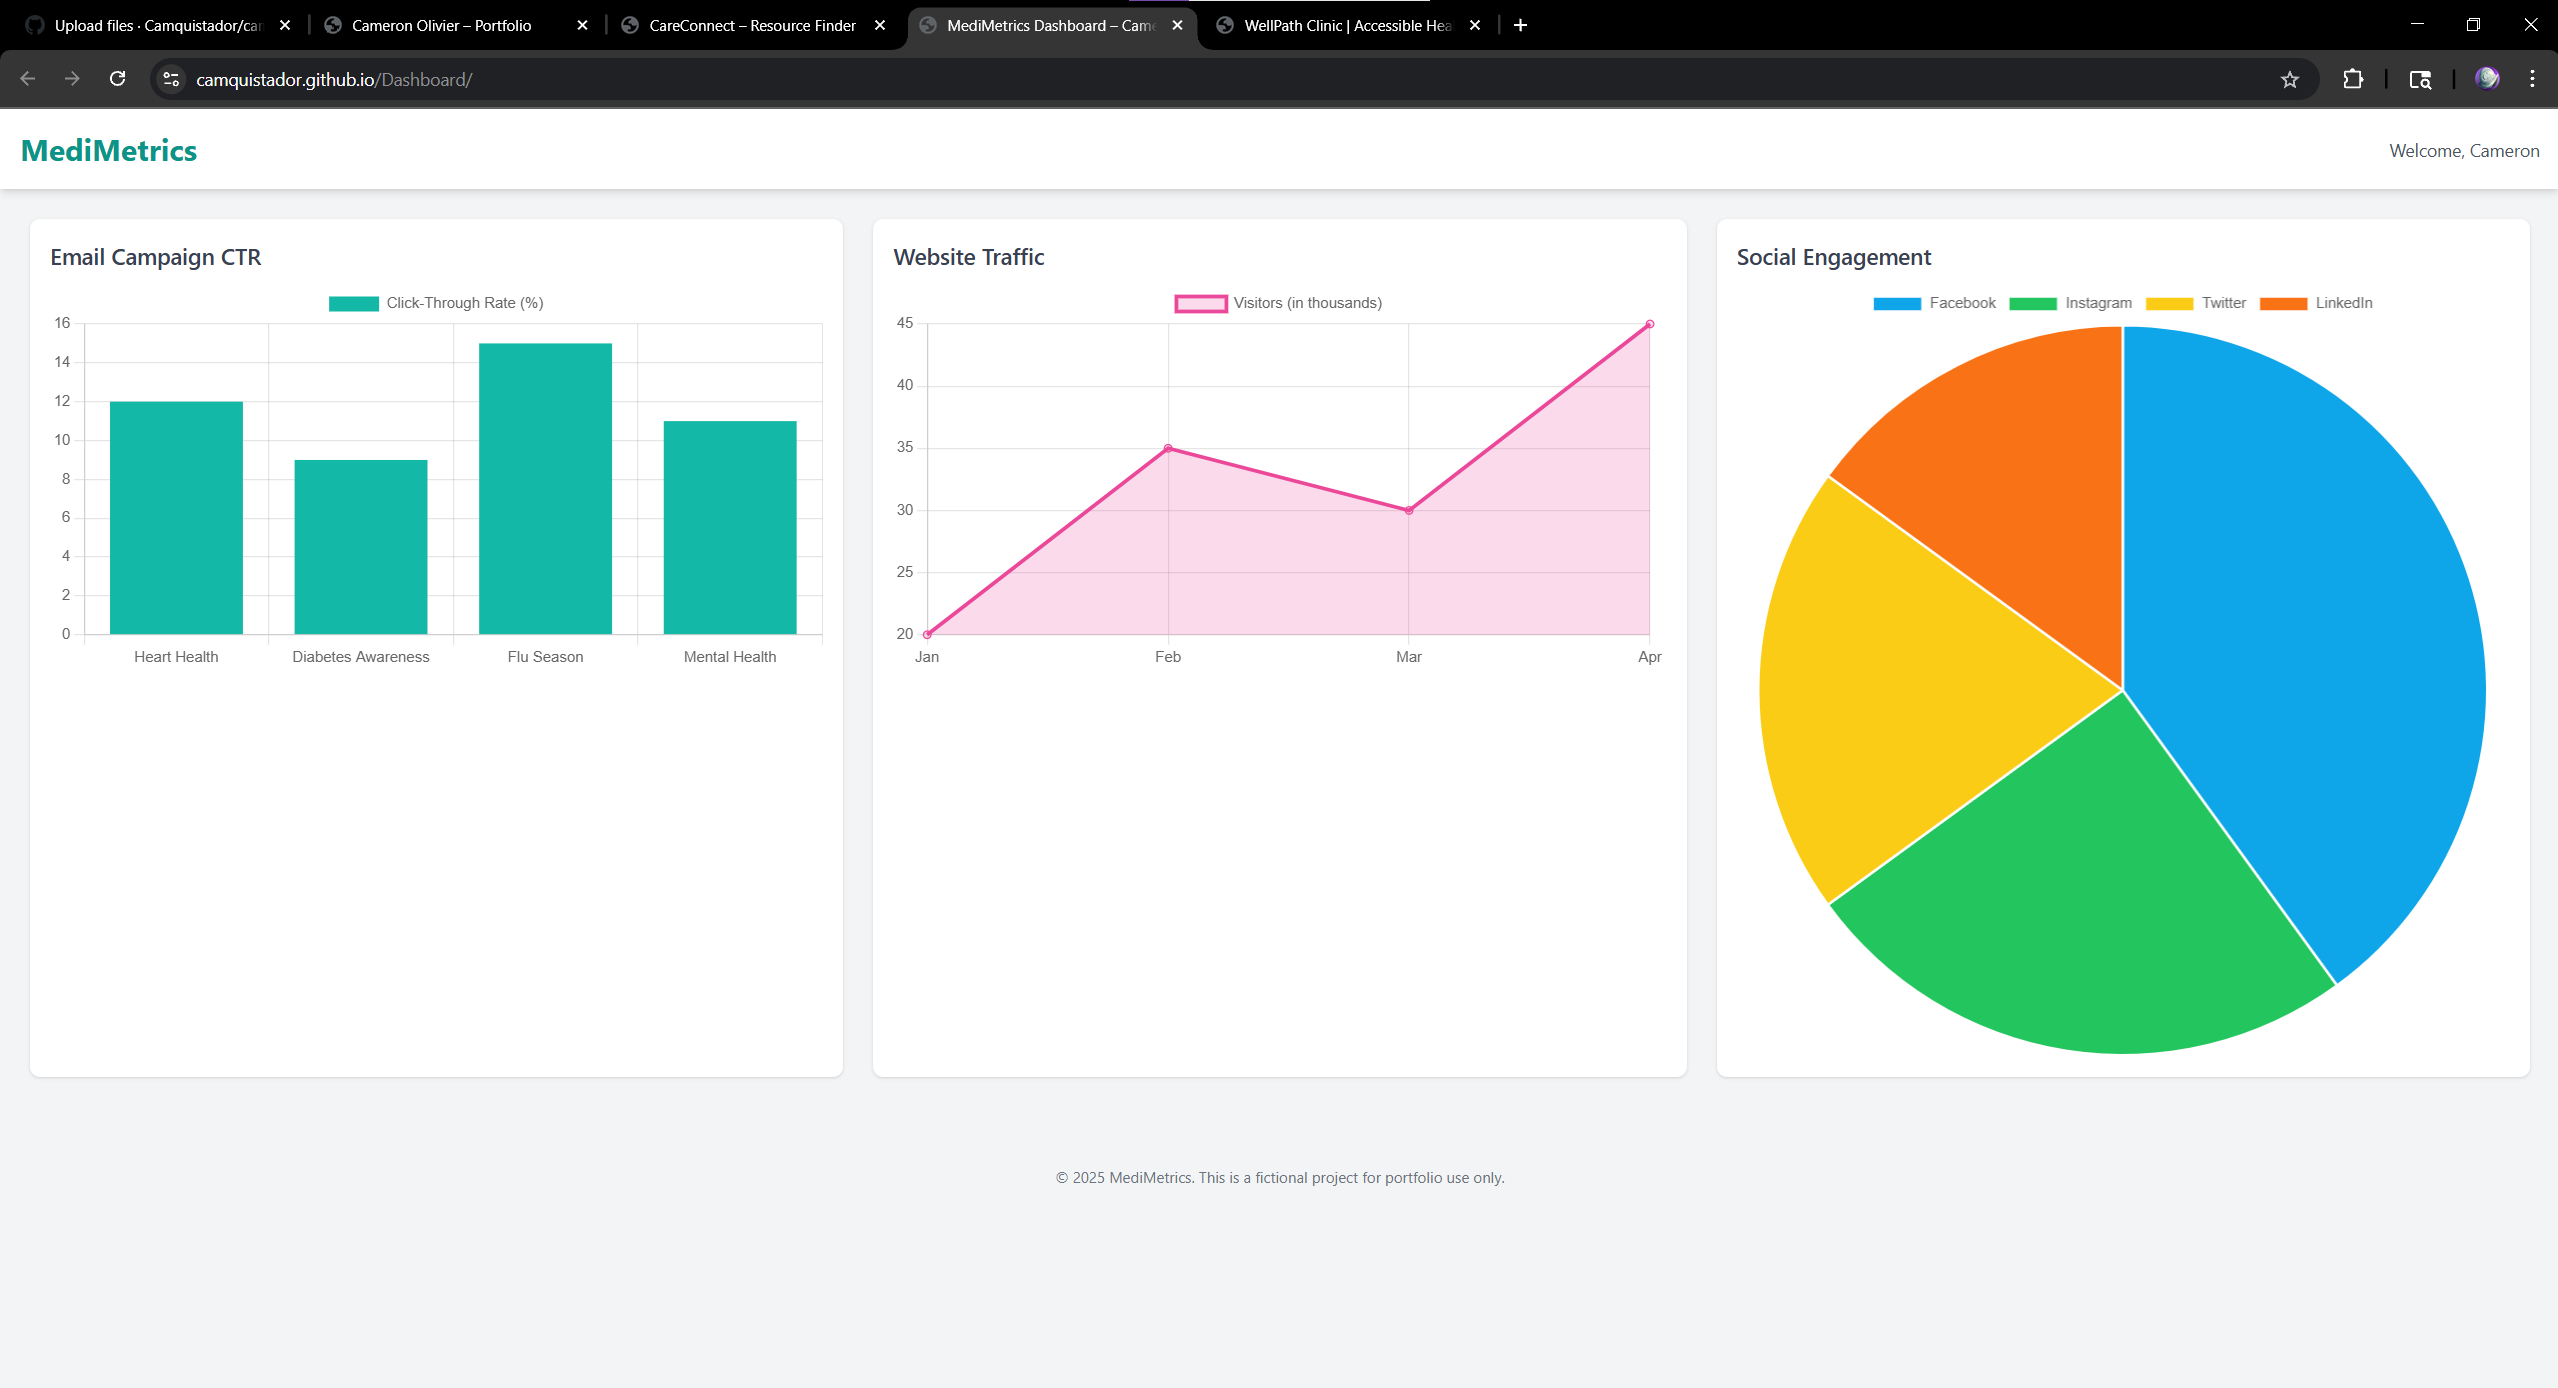 Upload files · Camquistador/ca
Cameron Olivier – Portfolio
CareConnect – Resource Finder
MediMetrics Dashboard – Came
WellPath Clinic | Accessible Hea
camquistador.github.io/Dashboard/
MediMetrics
Welcome, Cameron
Email Campaign CTR
Click-Through Rate (%)
16
14
12
10
8
6
4
2
0
Heart Health
Diabetes Awareness
Flu Season
Mental Health
Website Traffic
Visitors (in thousands)
45
40
35
30
25
20
Jan
Feb
Mar
Apr
Social Engagement
Facebook
Instagram
Twitter
LinkedIn
© 2025 MediMetrics. This is a fictional project for portfolio use only.